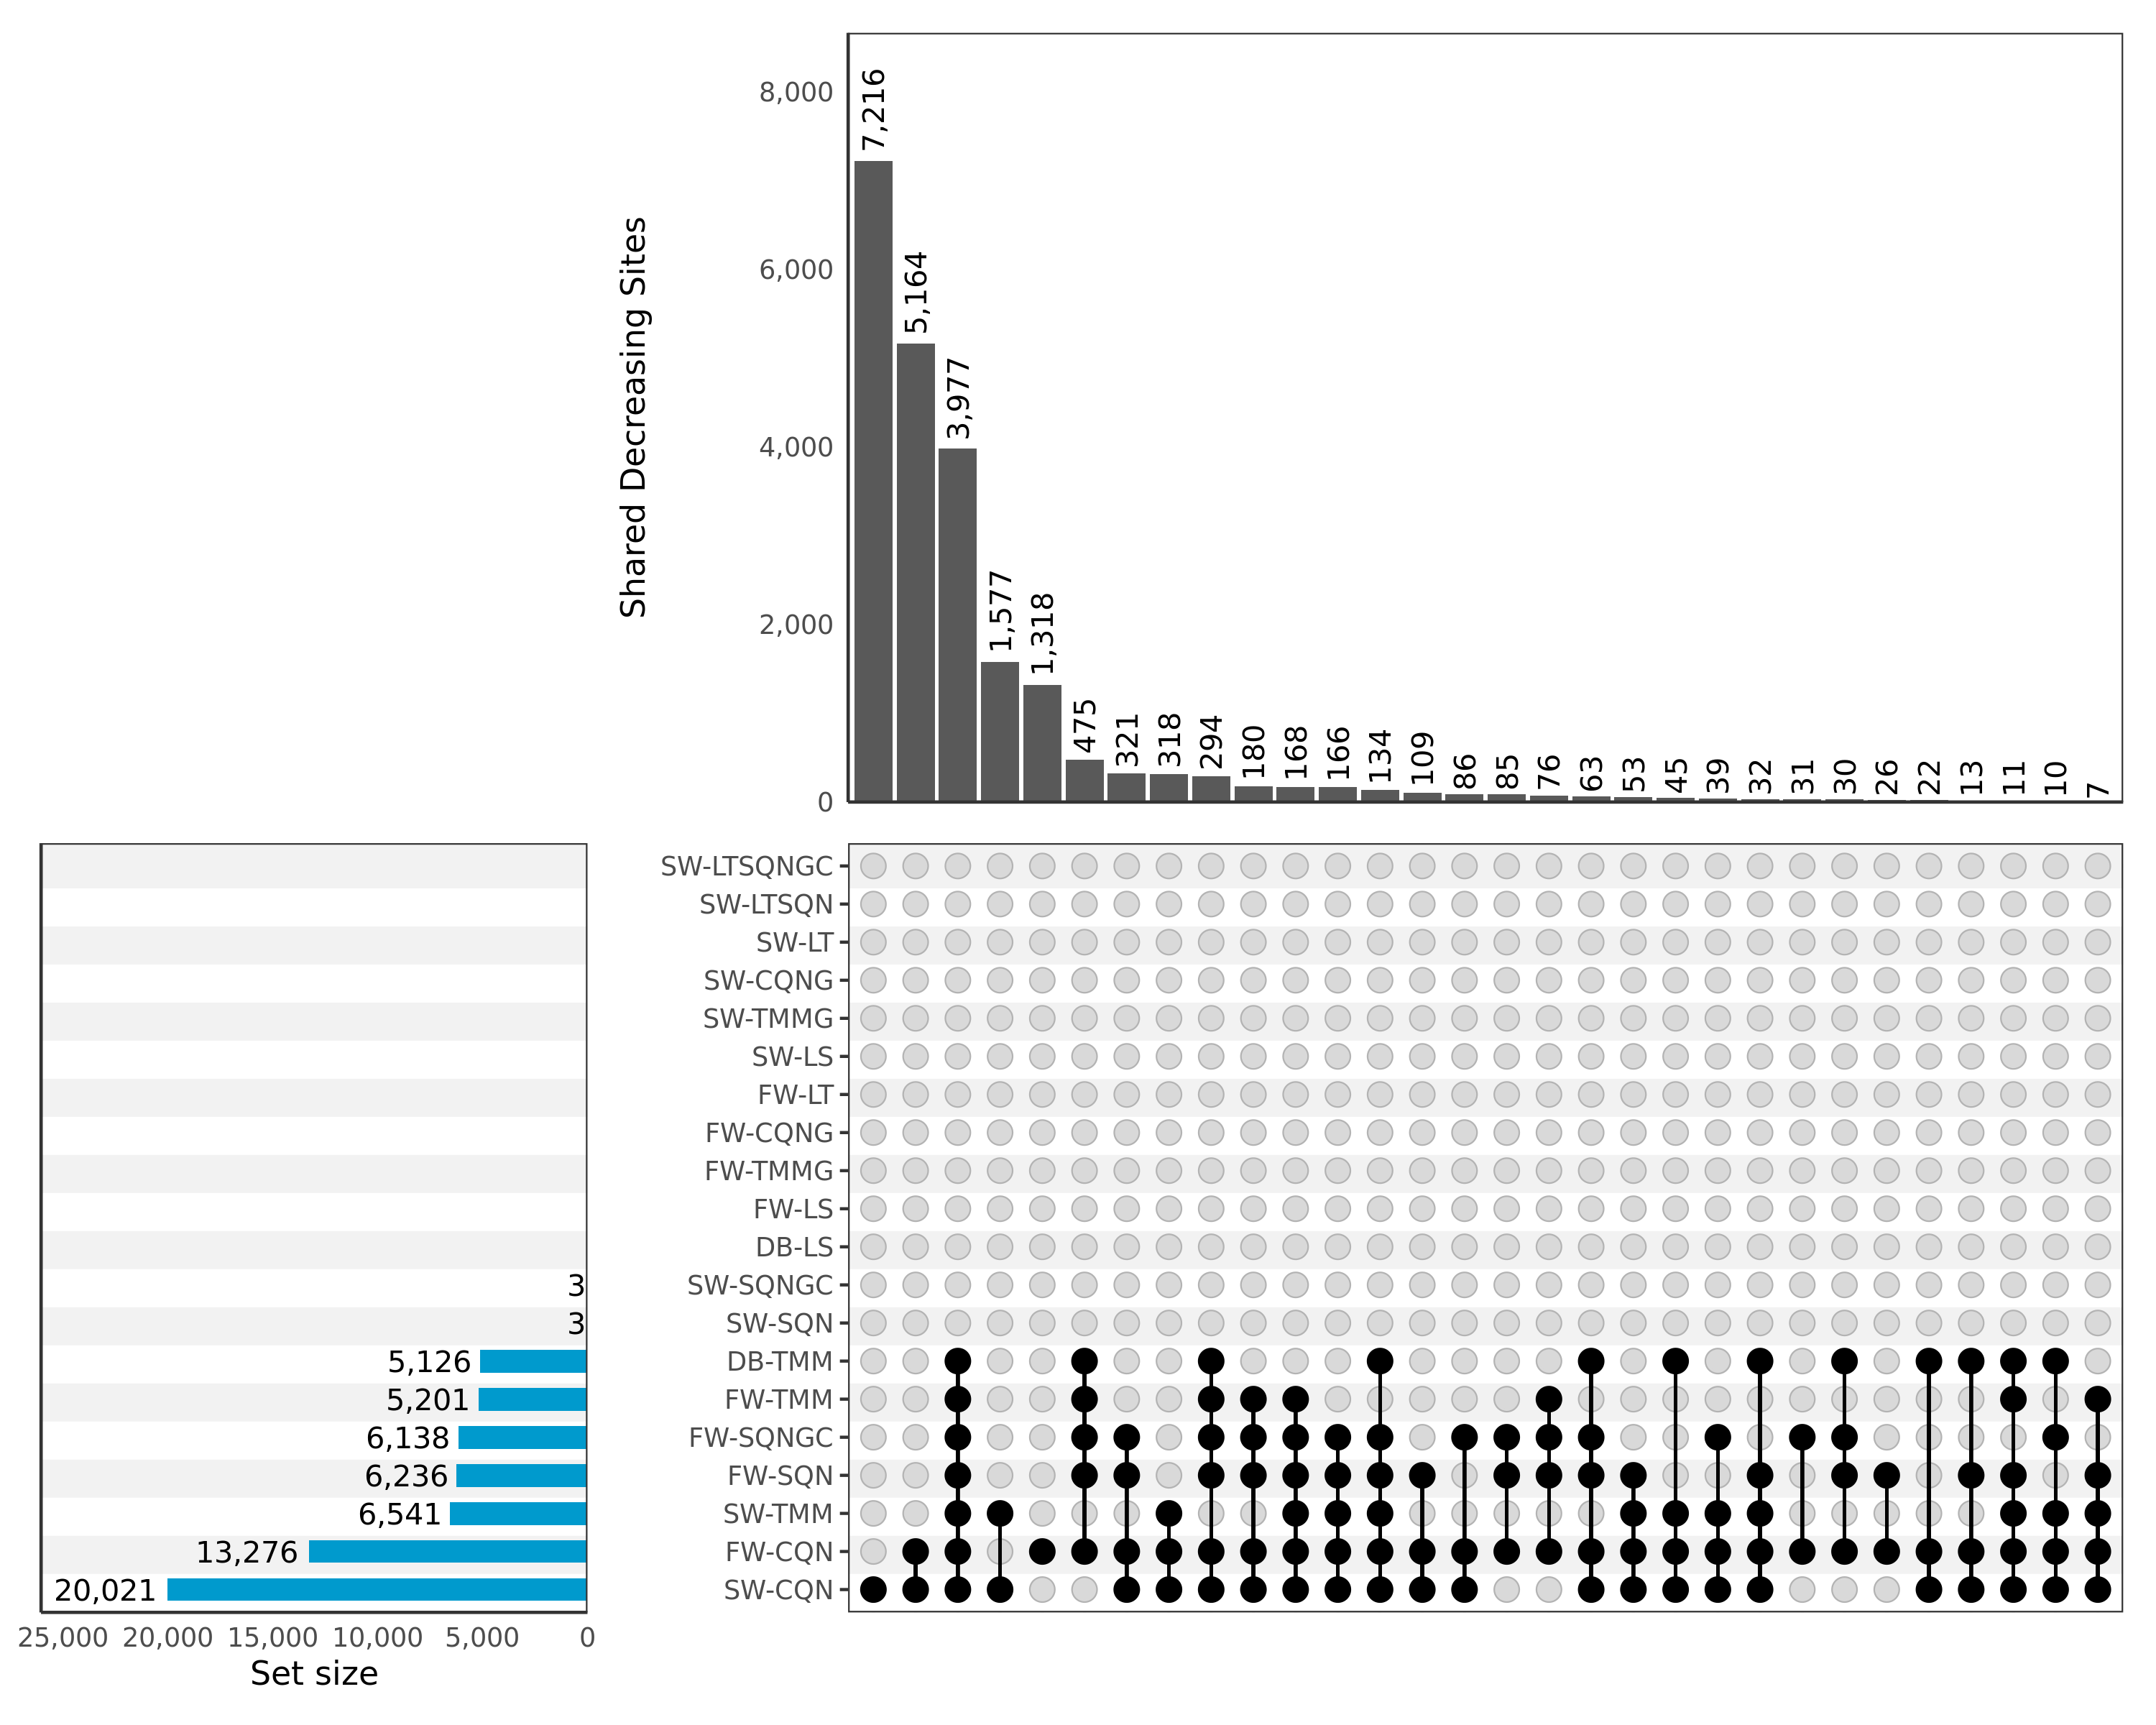 Shared Decreasing Sites
8,000
6,000
4,000
2,000
0
7,216
5,164
3,977
1,577
1,318
475
321
318
294
180
168
166
134
109
86
85
76
63
53
45
39
32
31
30
26
22
13
11
10
7
SW-LTSQNGC
SW-LTSQN
SW-LT
SW-CQNG
SW-TMMG
SW-LS
FW-LT
FW-CQNG
FW-TMMG
FW-LS
DB-LS
3 SW-SQNGC
3 SW-SQN
5,126 DB-TMM
5,201 FW-TMM
6,138 FW-SQNGC
6,236 FW-SQN
6,541 SW-TMM
13,276 FW-CQN
20,021 SW-CQN
25,000 20,000 15,000 10,000 5,000 0
Set size